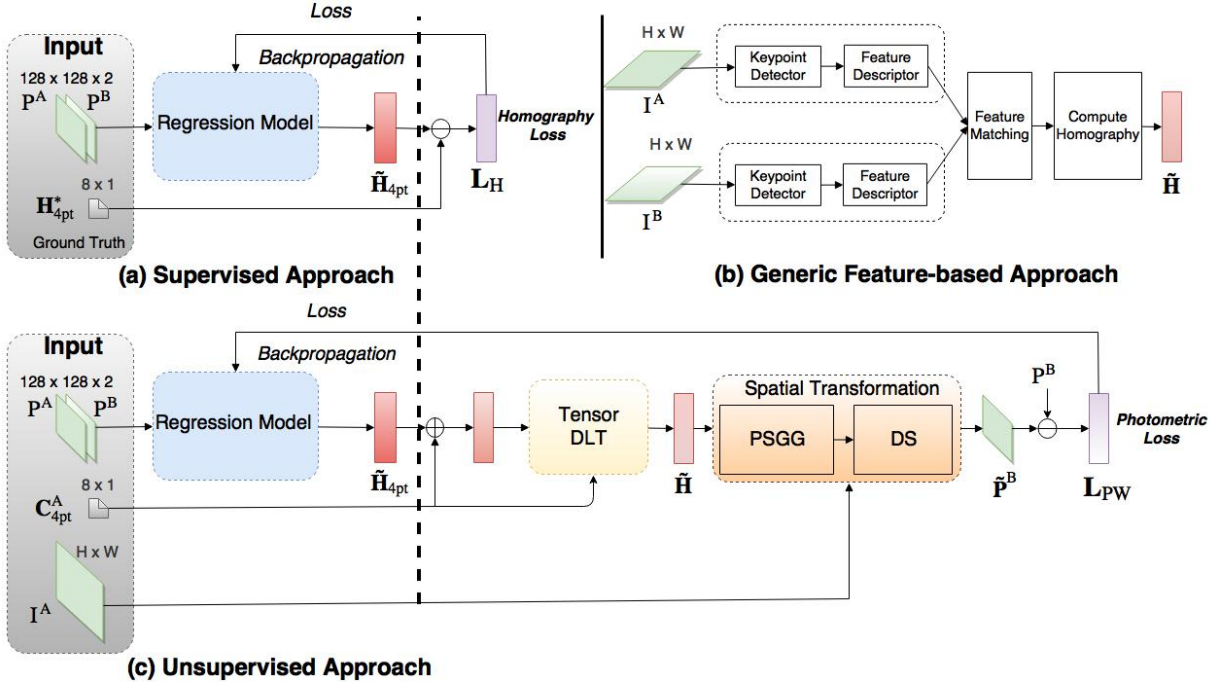 Loss
Backpropagation
Input
128 x 128 x 2
P^A P^B
Regression Model
H̃_4pt
L_H
Homography
Loss
8 x 1
H*_4pt
Ground Truth
(a) Supervised Approach
H x W
I^A
Keypoint
Detector
Feature
Descriptor
H x W
I^B
Keypoint
Detector
Feature
Descriptor
Feature
Matching
Compute
Homography
H̃
(b) Generic Feature-based Approach
Loss
Backpropagation
Input
128 x 128 x 2
P^A P^B
Regression Model
H̃_4pt
8 x 1
C^A_4pt
H x W
I^A
Tensor
DLT
H̃
Spatial Transformation
PSGG
DS
P̃^B
P^B
L_PW
Photometric
Loss
(c) Unsupervised Approach